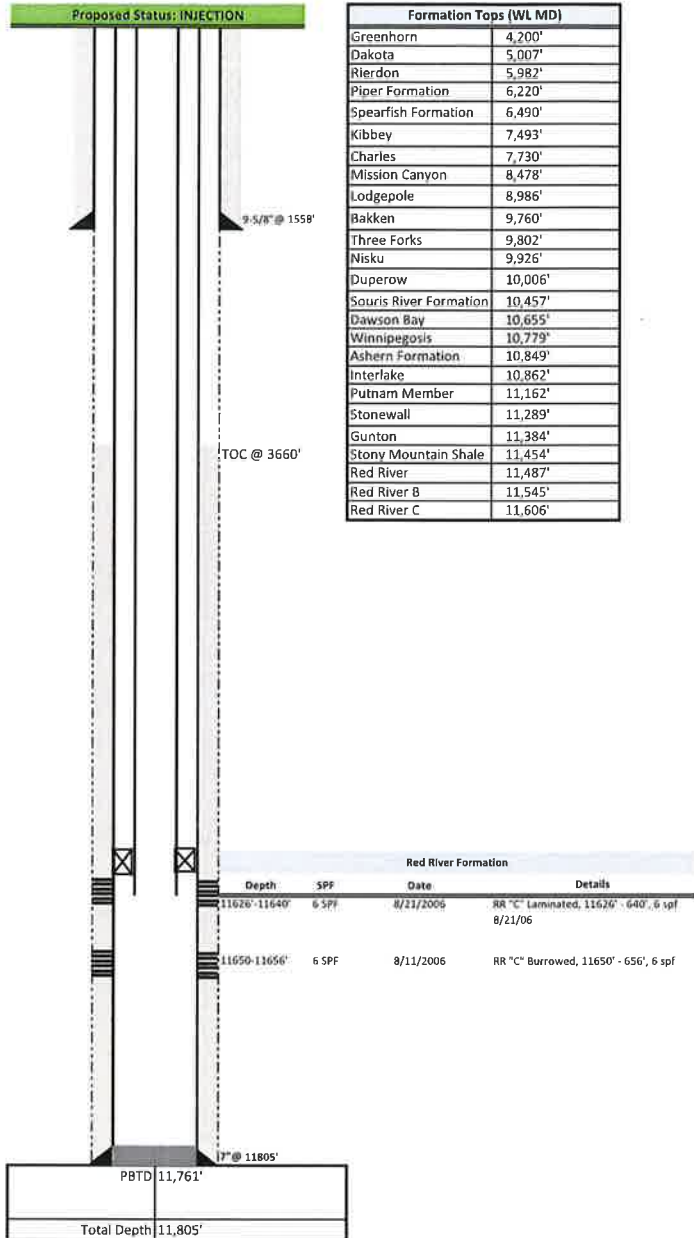 Proposed Status: INJECTION
Formation Tops (WL MD)
Greenhorn 4,200'
Dakota 5,007'
Rierdon 5,982'
Piper Formation 6,220'
Spearfish Formation 6,490'
Kibbey 7,493'
Charles 7,730'
Mission Canyon 8,478'
Lodgepole 8,986'
Bakken 9,760'
Three Forks 9,802'
Nisku 9,926'
Duperow 10,006'
Souris River Formation 10,457'
Dawson Bay 10,655'
Winnipegosis 10,779'
Ashern Formation 10,849'
Interlake 10,862'
Putnam Member 11,162'
Stonewall 11,289'
Gunton 11,384'
Stony Mountain Shale 11,454'
Red River 11,487'
Red River B 11,545'
Red River C 11,606'
9-5/8" @ 1558'
TOC @ 3660'
Red River Formation
Depth SPF Date Details
11626'-11640' 6 SPF 8/21/2006 RR "C" Laminated, 11626' - 640', 6 spf
8/21/06
11650-11656' 6 SPF 8/11/2006 RR "C" Burrowed, 11650' - 656', 6 spf
7" @ 11805'
PBTD 11,761'
Total Depth 11,805'